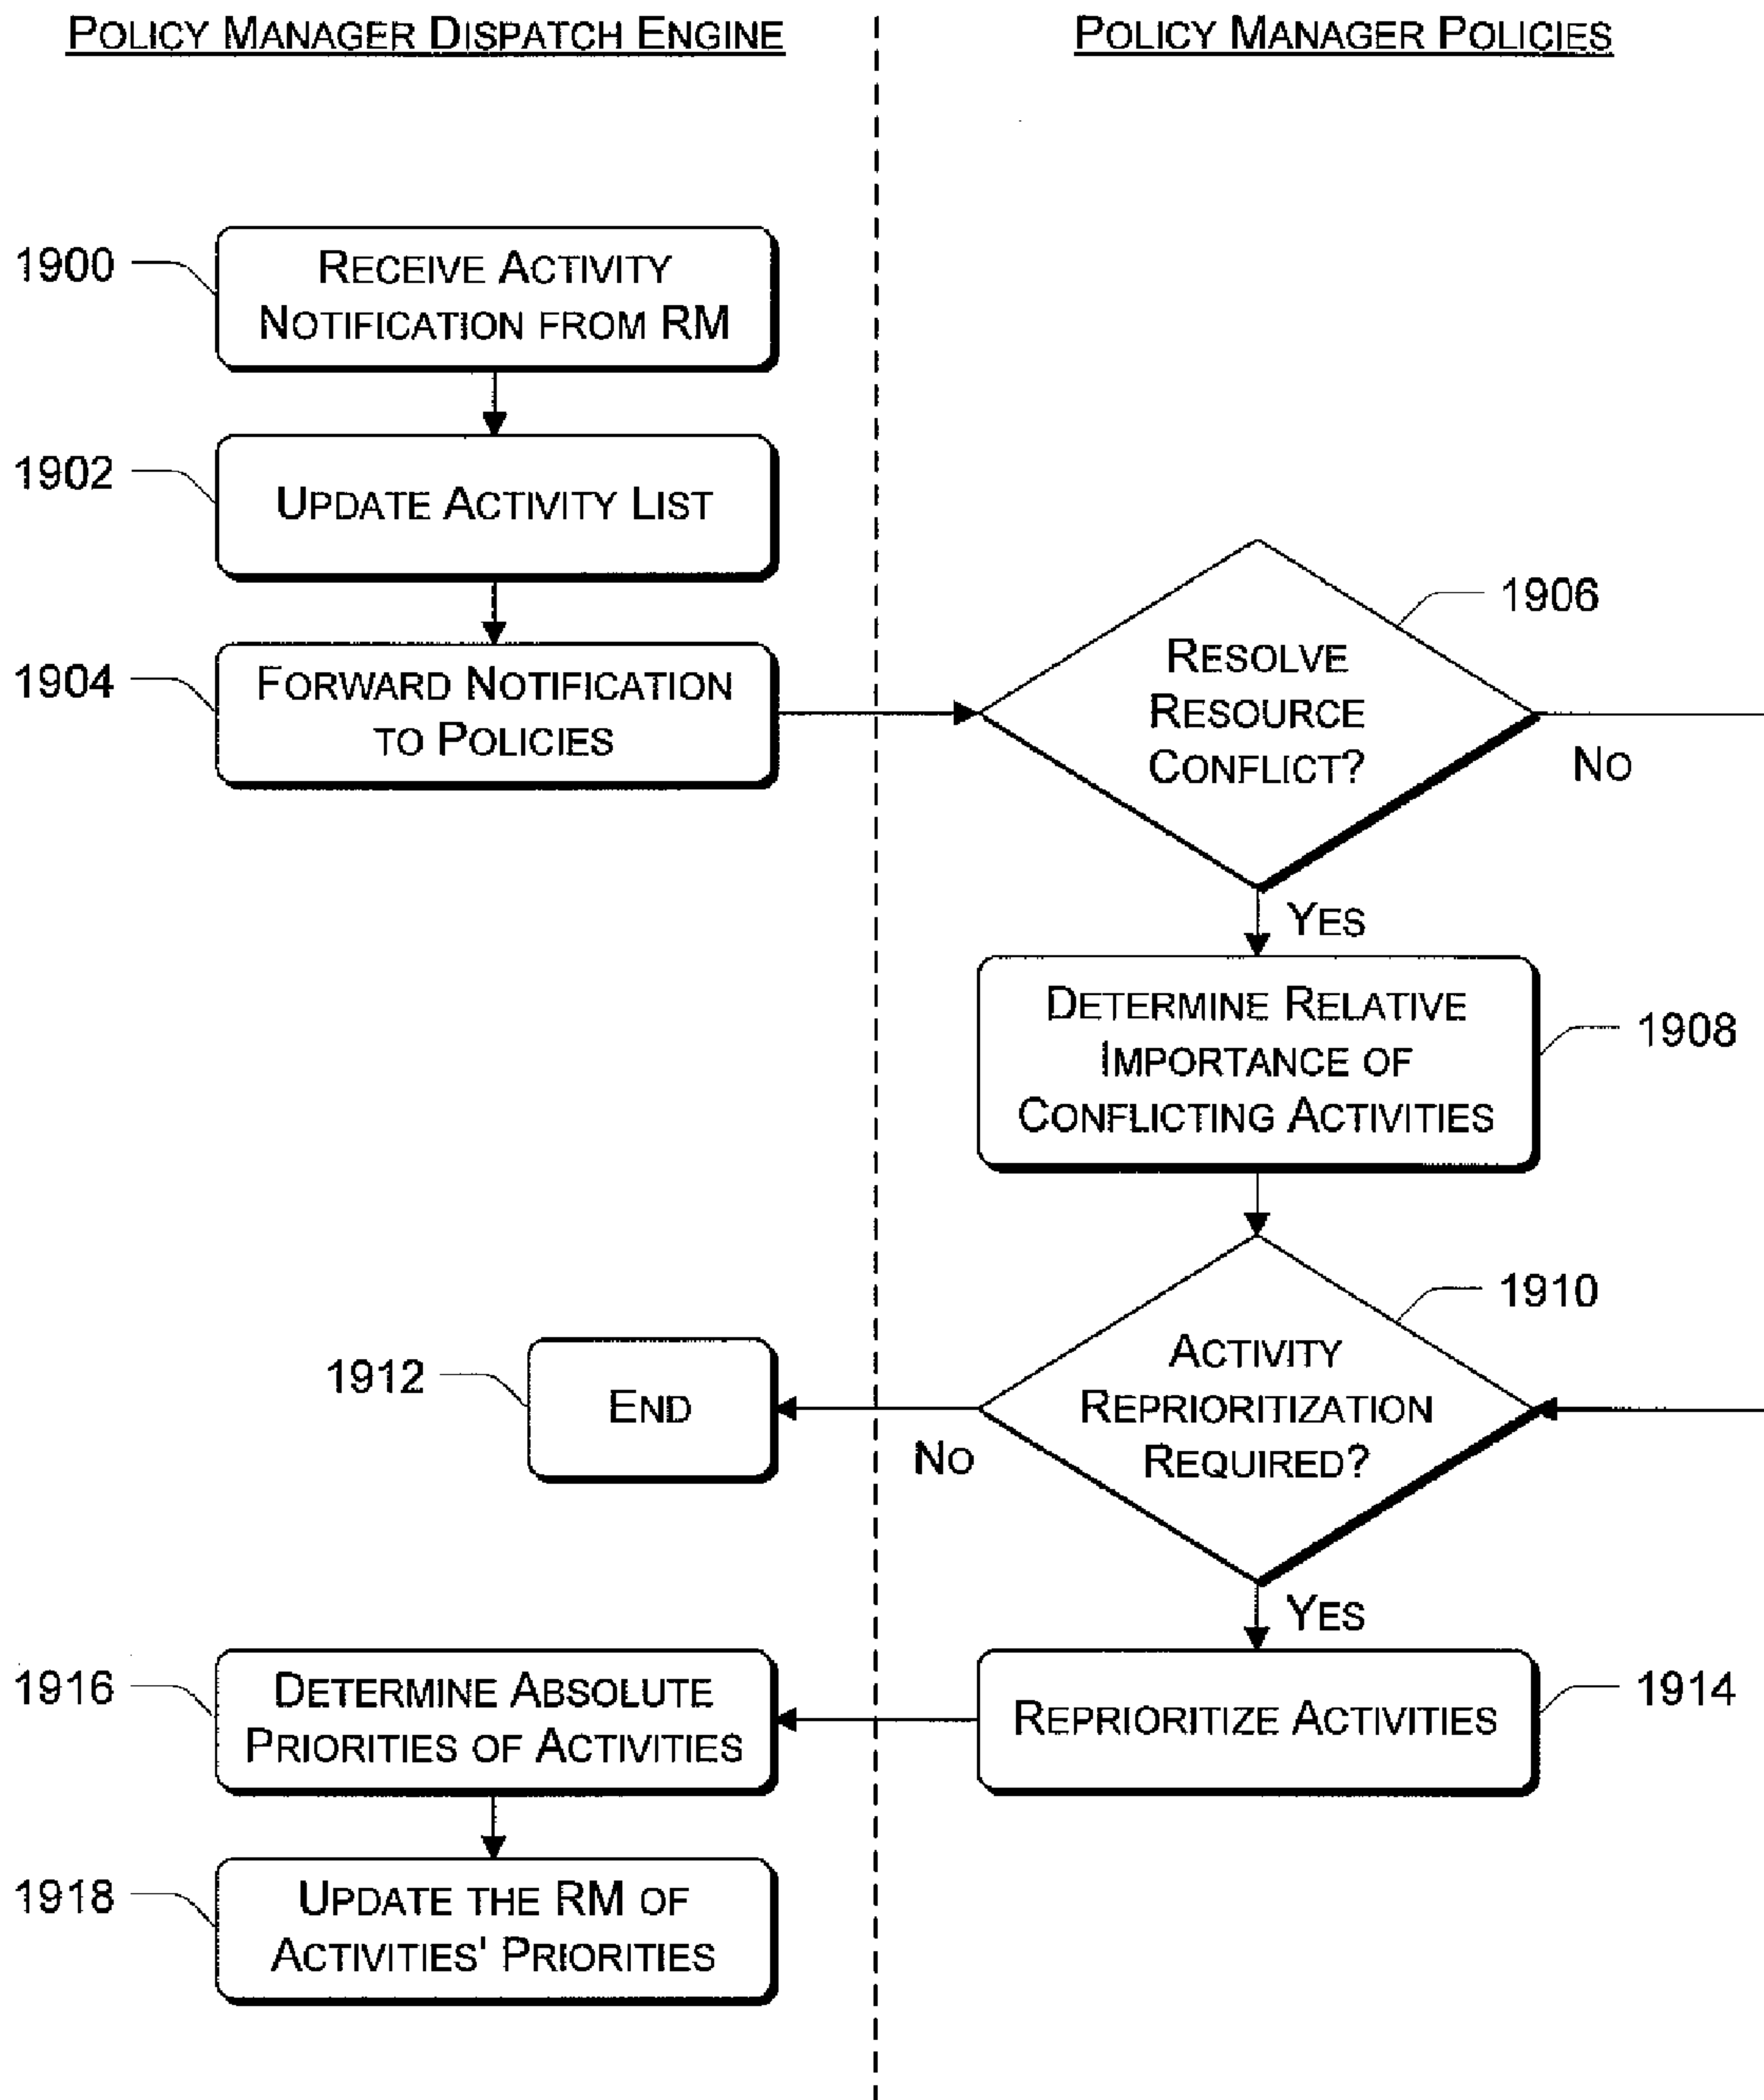 POLICY MANAGER DISPATCH ENGINE
POLICY MANAGER POLICIES
1900
RECEIVE ACTIVITY
NOTIFICATION FROM RM
1902
UPDATE ACTIVITY LIST
1904
FORWARD NOTIFICATION
TO POLICIES
1906
RESOLVE
RESOURCE
CONFLICT?
NO
YES
DETERMINE RELATIVE
IMPORTANCE OF
CONFLICTING ACTIVITIES
1908
1910
ACTIVITY
REPRIORITIZATION
REQUIRED?
1912
END
NO
YES
REPRIORITIZE ACTIVITIES
1914
1916
DETERMINE ABSOLUTE
PRIORITIES OF ACTIVITIES
1918
UPDATE THE RM OF
ACTIVITIES' PRIORITIES